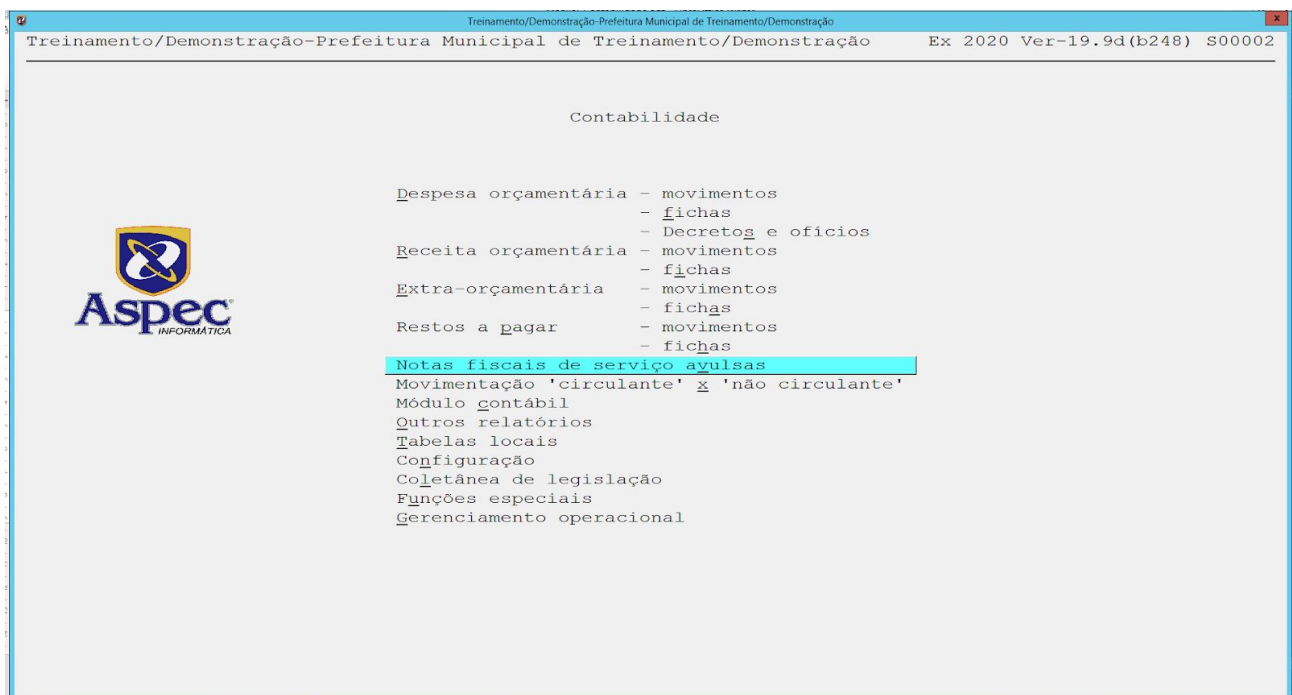 Treinamento/Demonstração-Prefeitura Municipal de Treinamento/Demonstração
x
Treinamento/Demonstração-Prefeitura Municipal de Treinamento/Demonstração Ex 2020 Ver-19.9d(b248) S00002
Contabilidade
Despesa orçamentária - movimentos
- fichas
- Decretos e ofícios
Receita orçamentária - movimentos
- fichas
Extra-orçamentária - movimentos
- fichas
Restos a pagar - movimentos
- fichas
Notas fiscais de serviço avulsas
Movimentação 'circulante' x 'não circulante'
Módulo contábil
Outros relatórios
Tabelas locais
Configuração
Coletânea de legislação
Funções especiais
Gerenciamento operacional
Aspec
INFORMÁTICA